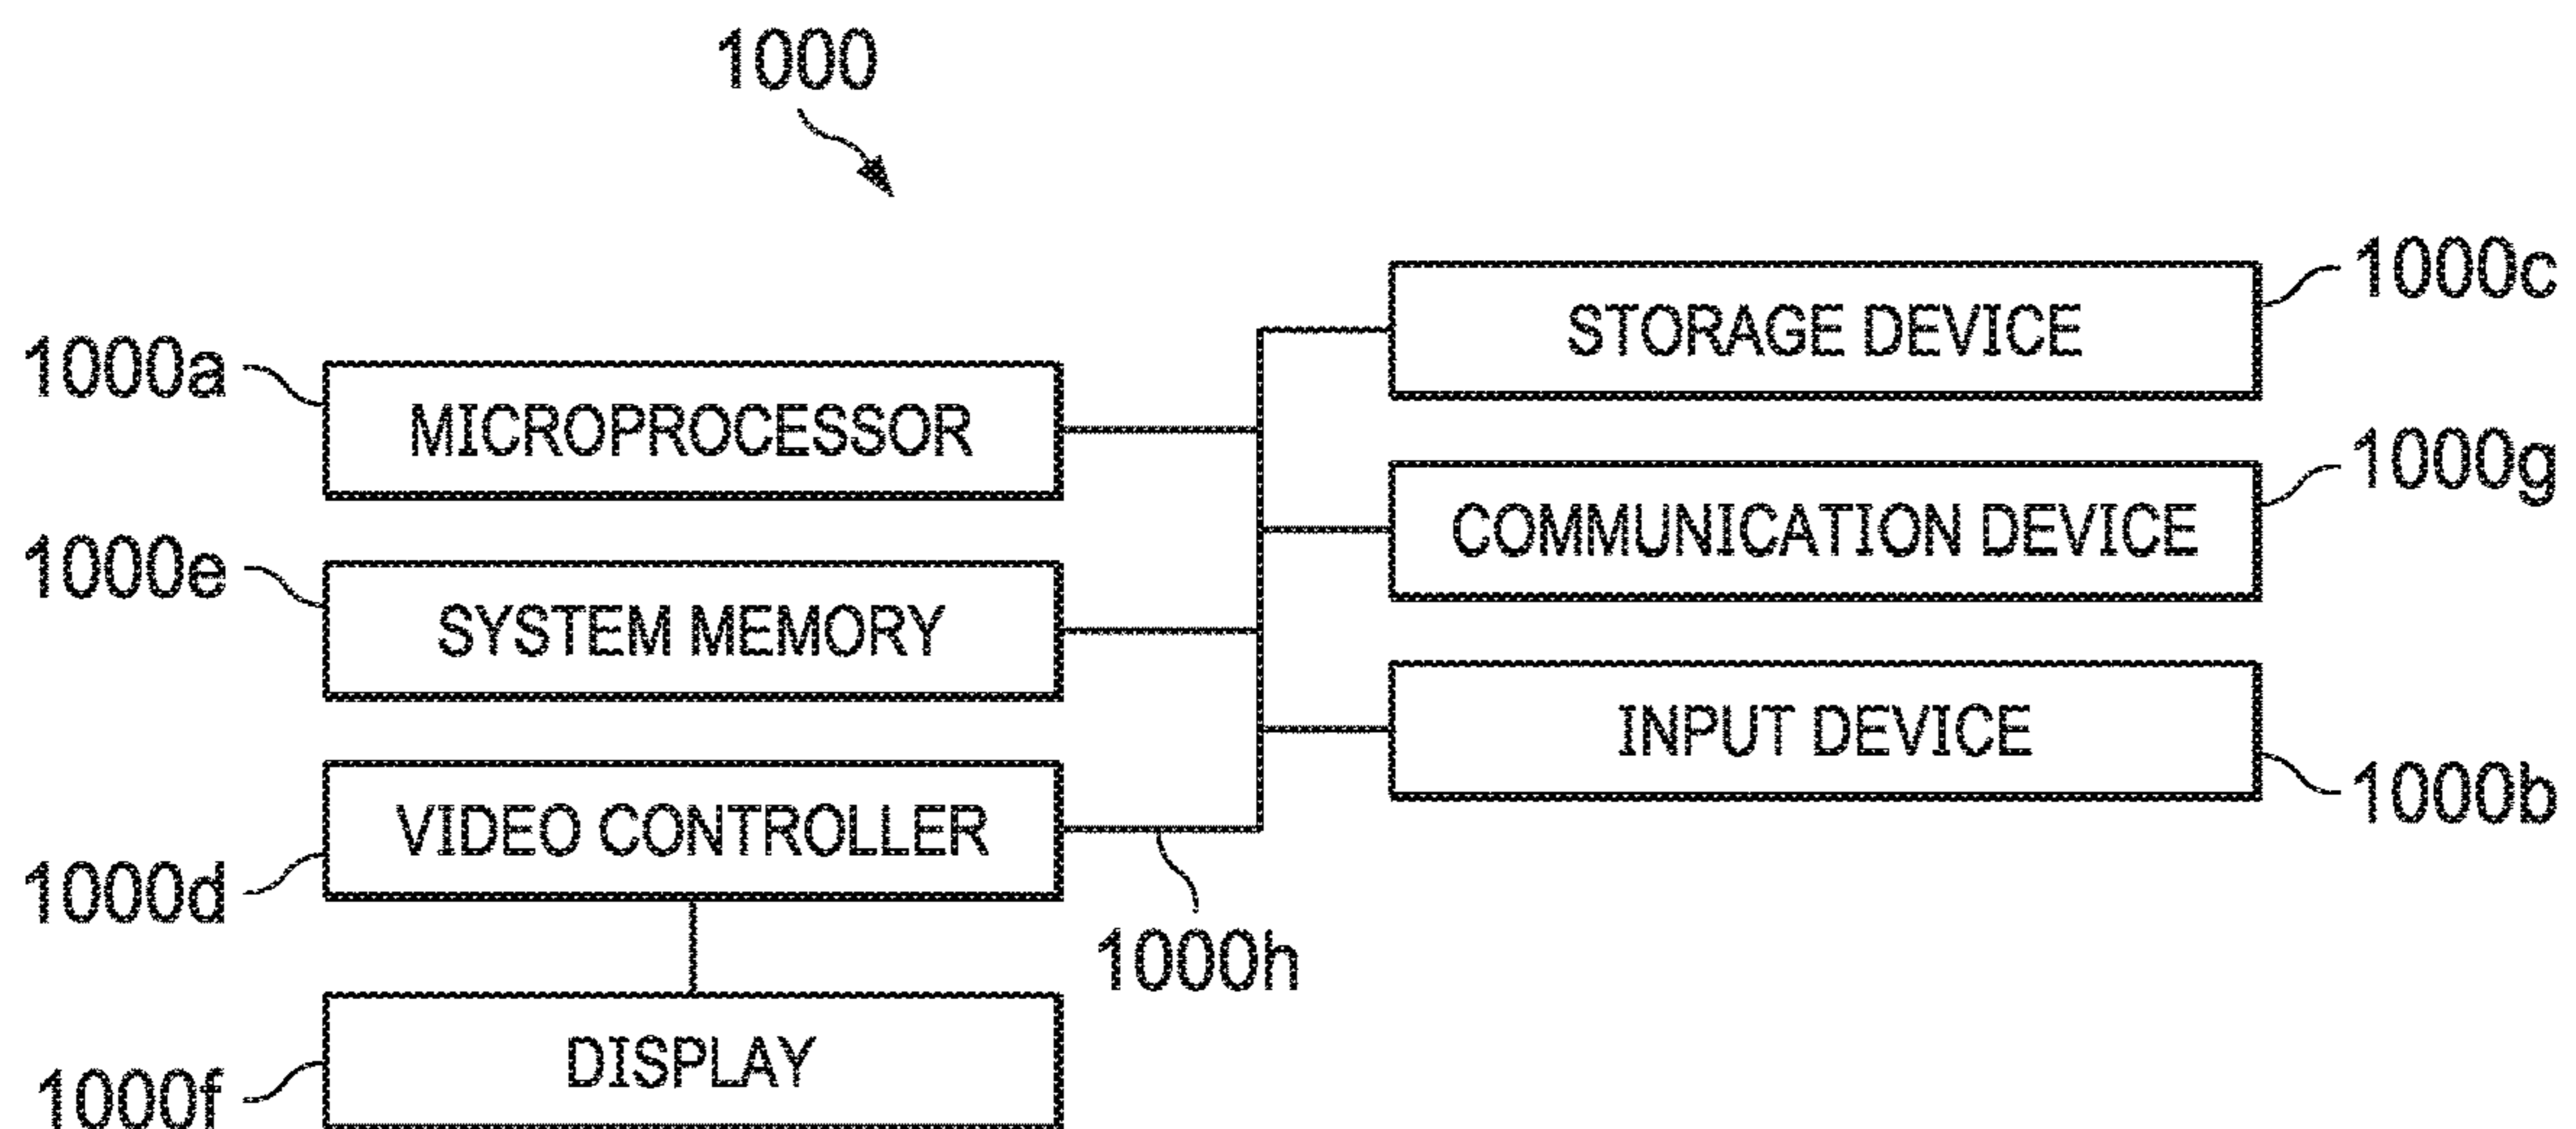 1000
1000c
STORAGE DEVICE
1000a
MICROPROCESSOR
1000g
COMMUNICATION DEVICE
1000e
SYSTEM MEMORY
INPUT DEVICE
1000b
VIDEO CONTROLLER
1000d
1000h
DISPLAY
1000f